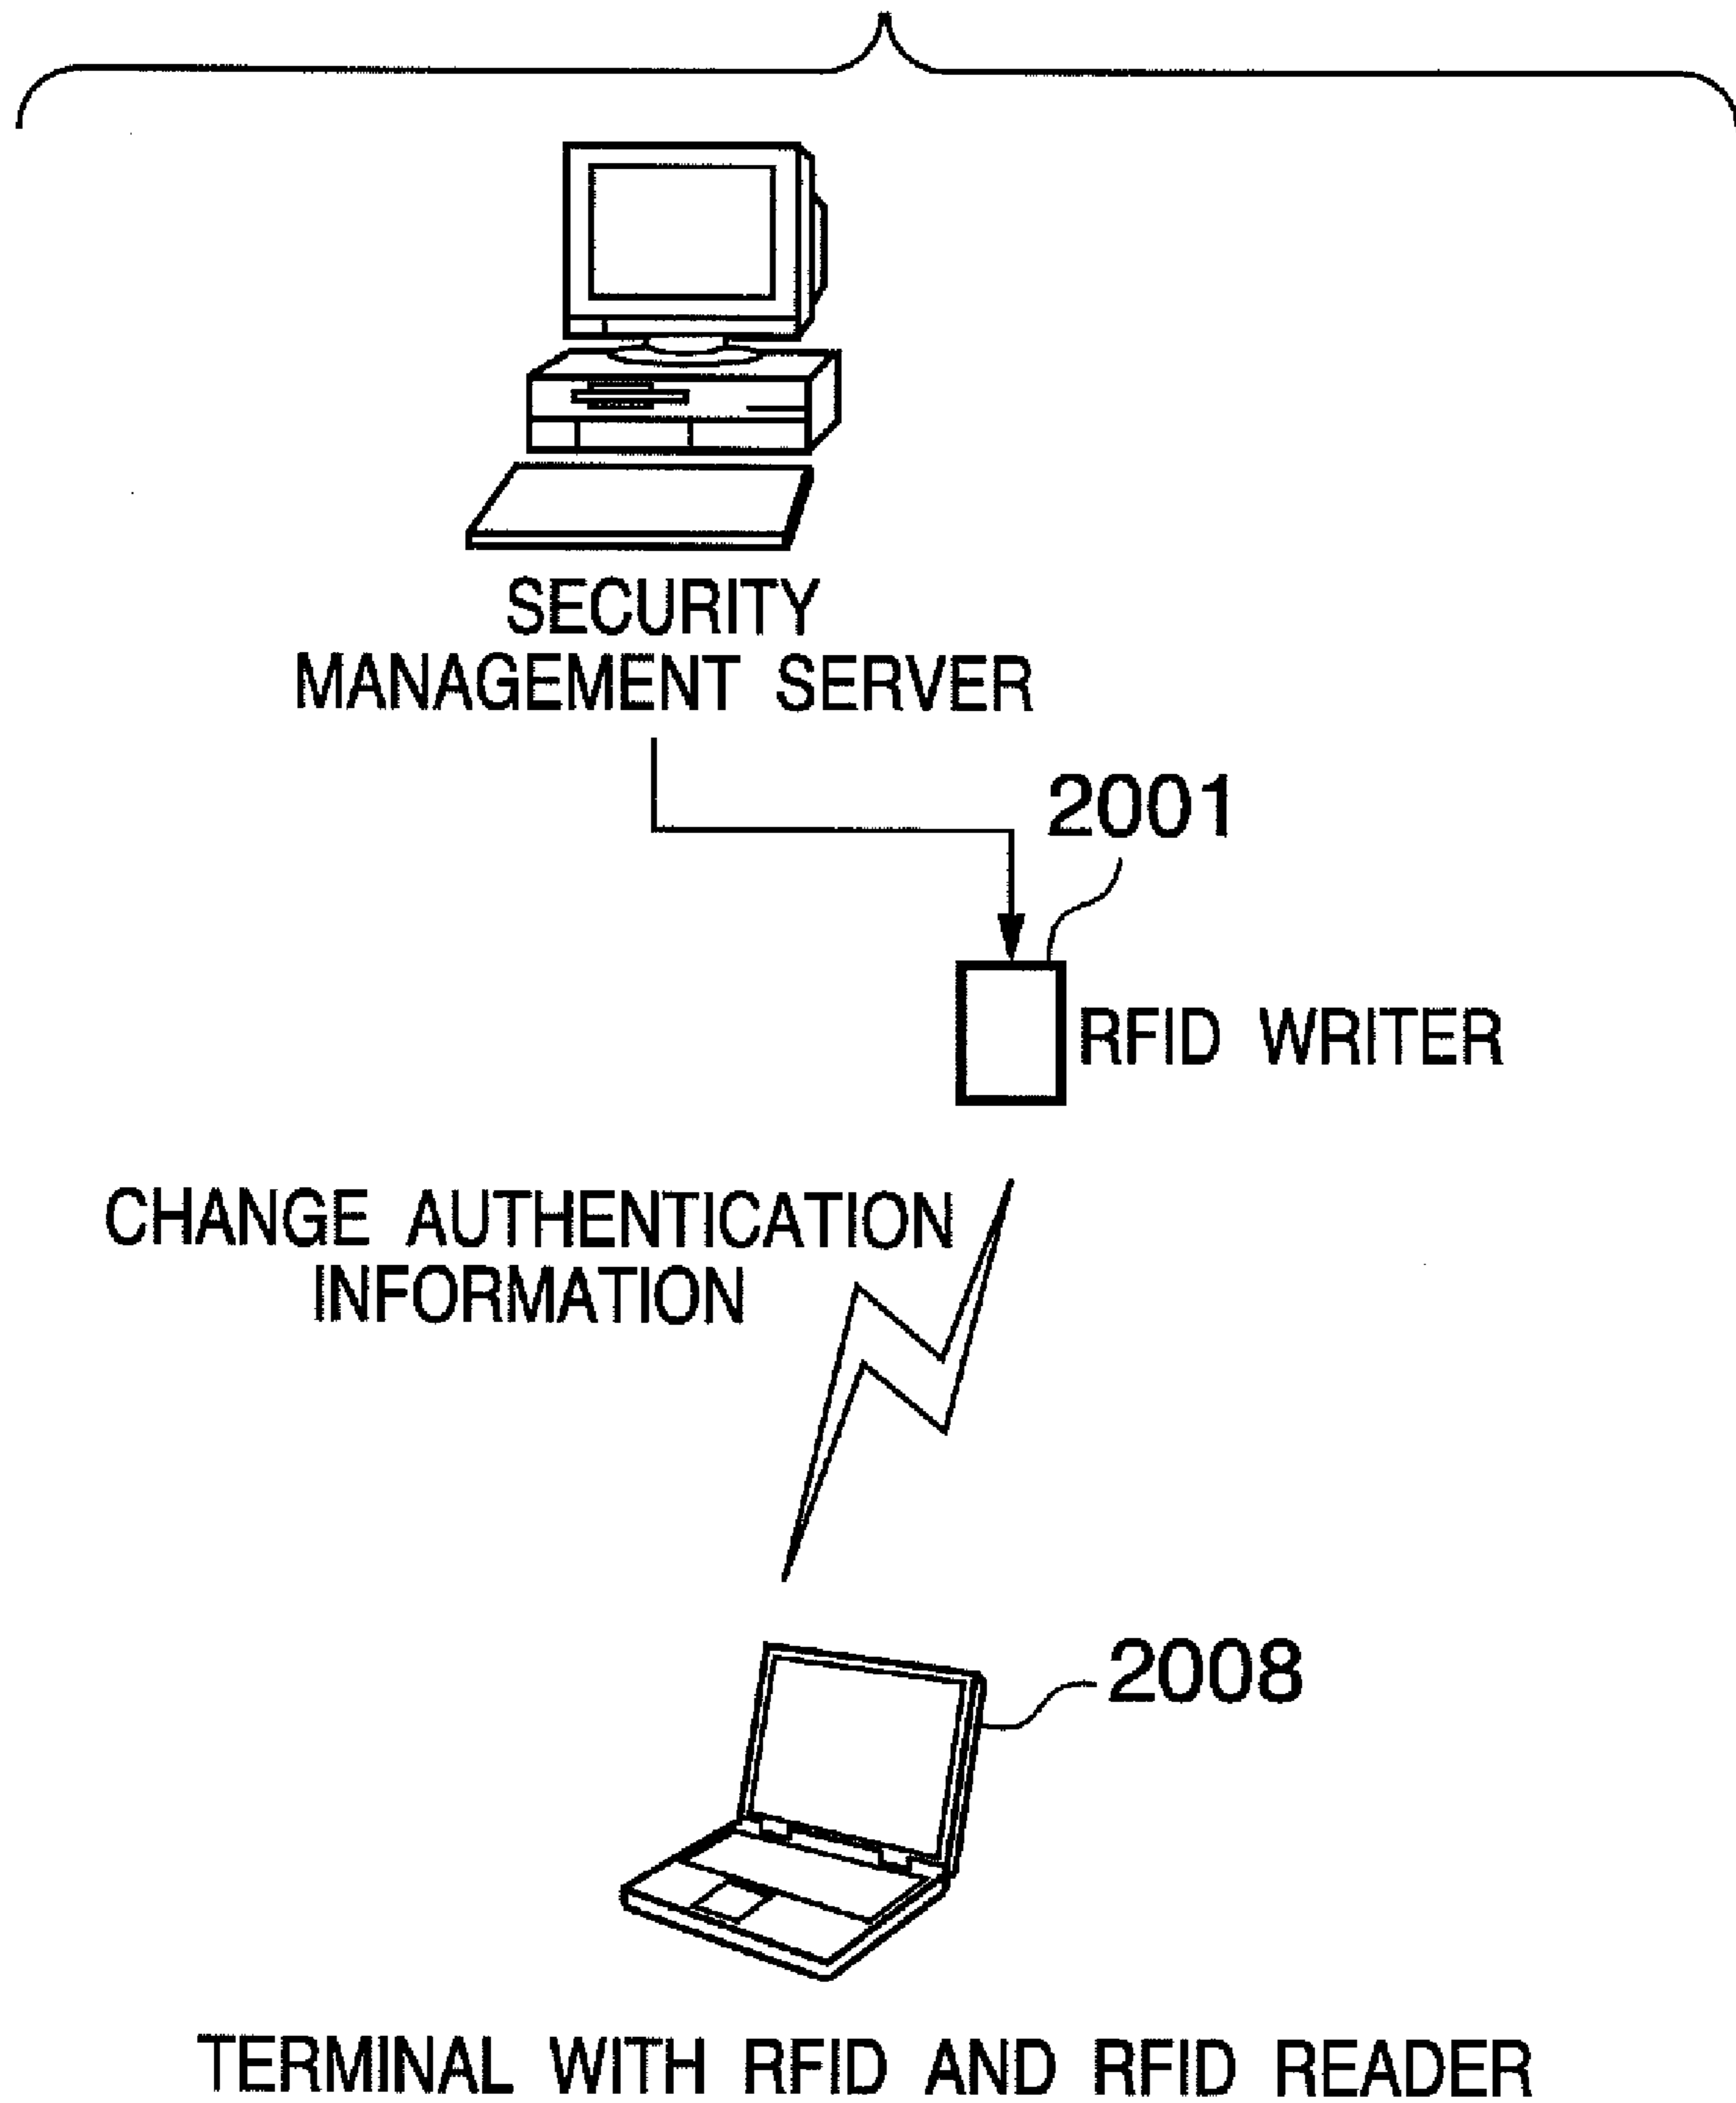 SECURITY
MANAGEMENT SERVER
2001
RFID WRITER
CHANGE AUTHENTICATION
INFORMATION
2008
TERMINAL WITH RFID AND RFID READER